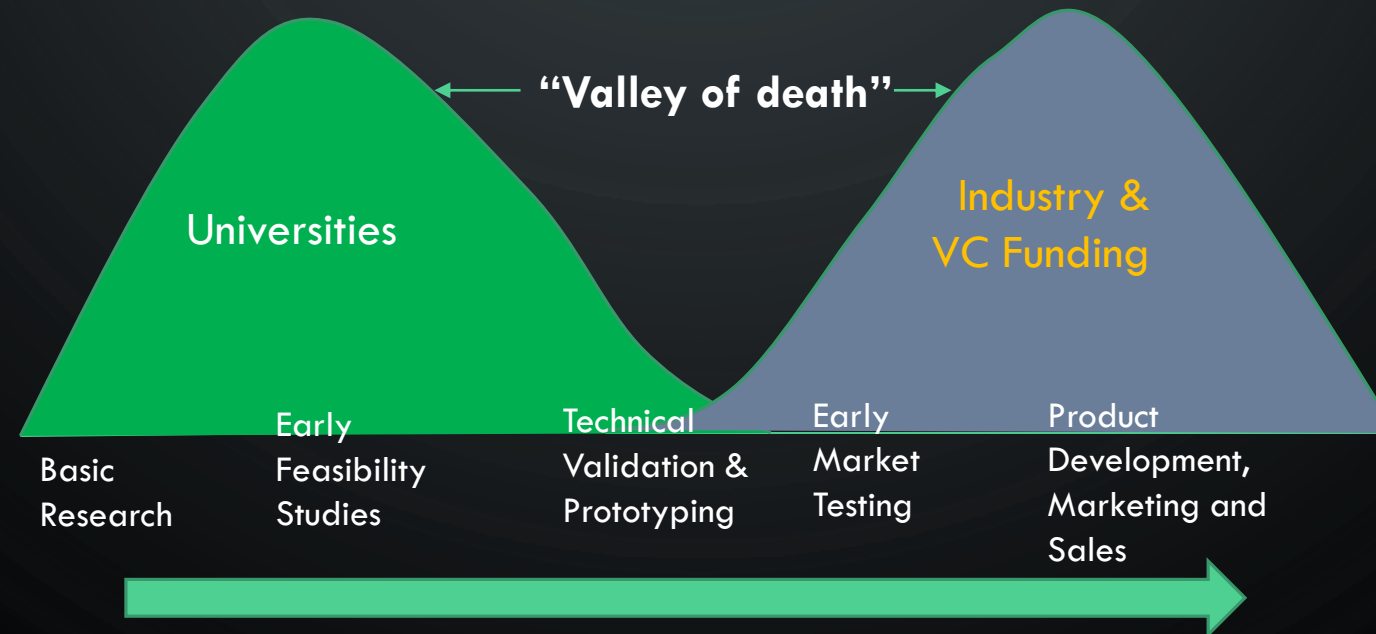 “Valley of death”
Universities
Industry &
VC Funding
Basic
Research
Early
Feasibility
Studies
Technical
Validation &
Prototyping
Early
Market
Testing
Product
Development,
Marketing and
Sales